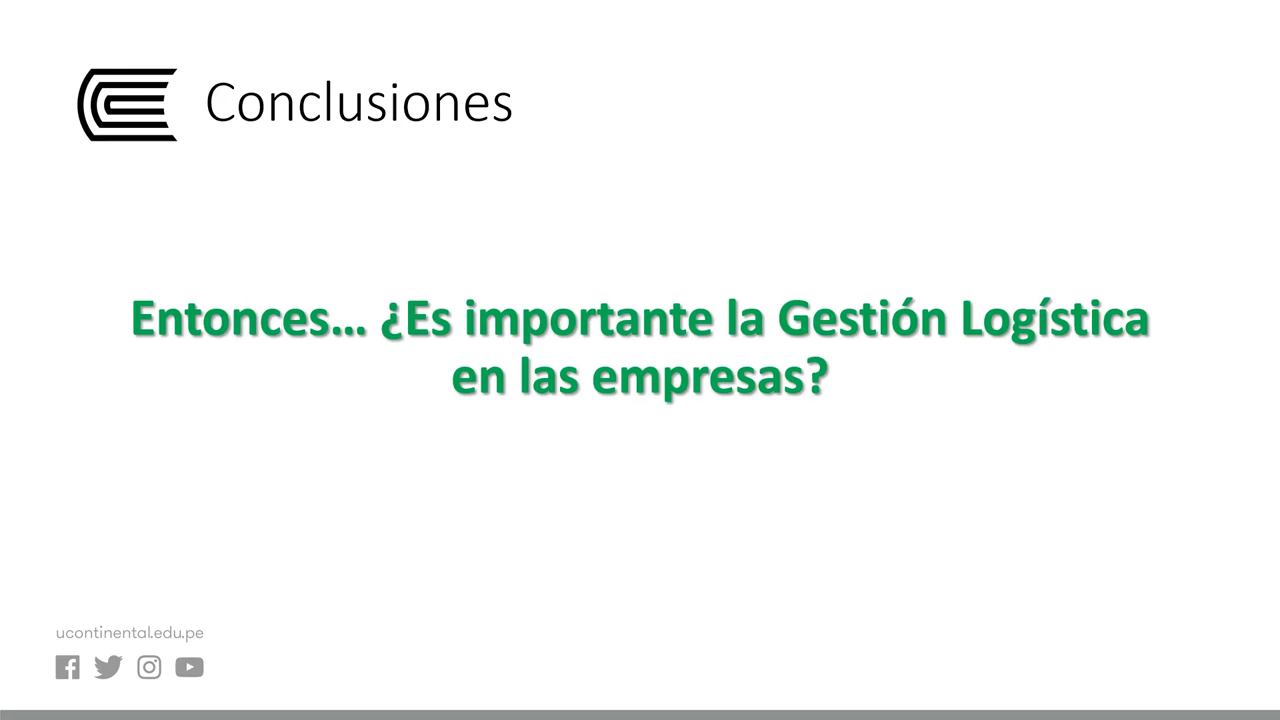 Conclusiones
Entonces... ¿Es importante la Gestión Logística
en las empresas?
ucontinental.edu.pe